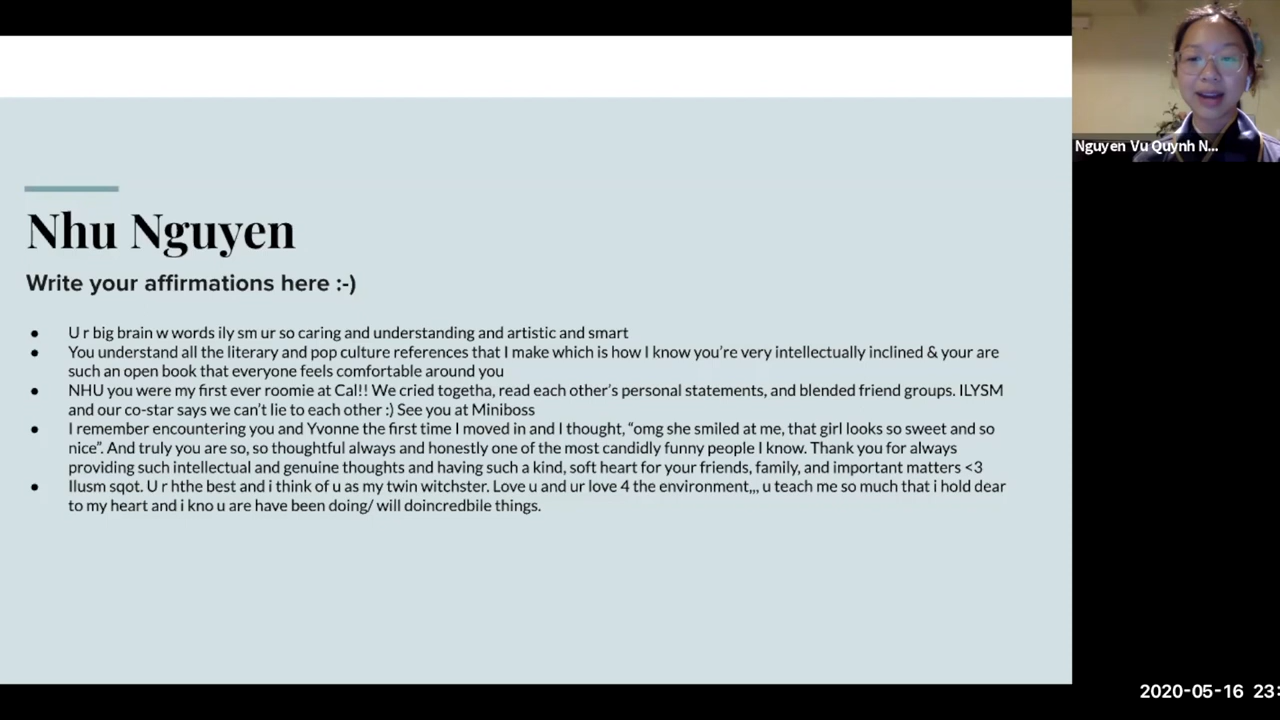 Nhu Nguyen
Write your affirmations here :-)
● U r big brain w words ily sm ur so caring and understanding and artistic and smart
● You understand all the literary and pop culture references that I make which is how I know you’re very intellectually inclined & your are
such an open book that everyone feels comfortable around you
● NHU you were my first ever roomie at Cal!! We cried togetha, read each other’s personal statements, and blended friend groups. ILYSM
and our co-star says we can’t lie to each other :) See you at Miniboss
● I remember encountering you and Yvonne the first time I moved in and I thought, “omg she smiled at me, that girl looks so sweet and so
nice”. And truly you are so, so thoughtful always and honestly one of the most candidly funny people I know. Thank you for always
providing such intellectual and genuine thoughts and having such a kind, soft heart for your friends, family, and important matters <3
● Ilusm sqot. U r hthe best and i think of u as my twin witchster. Love u and ur love 4 the environment,,, u teach me so much that i hold dear
to my heart and i kno u are have been doing/ will doincredbile things.
Nguyen Vu Quynh N...
2020-05-16 23: